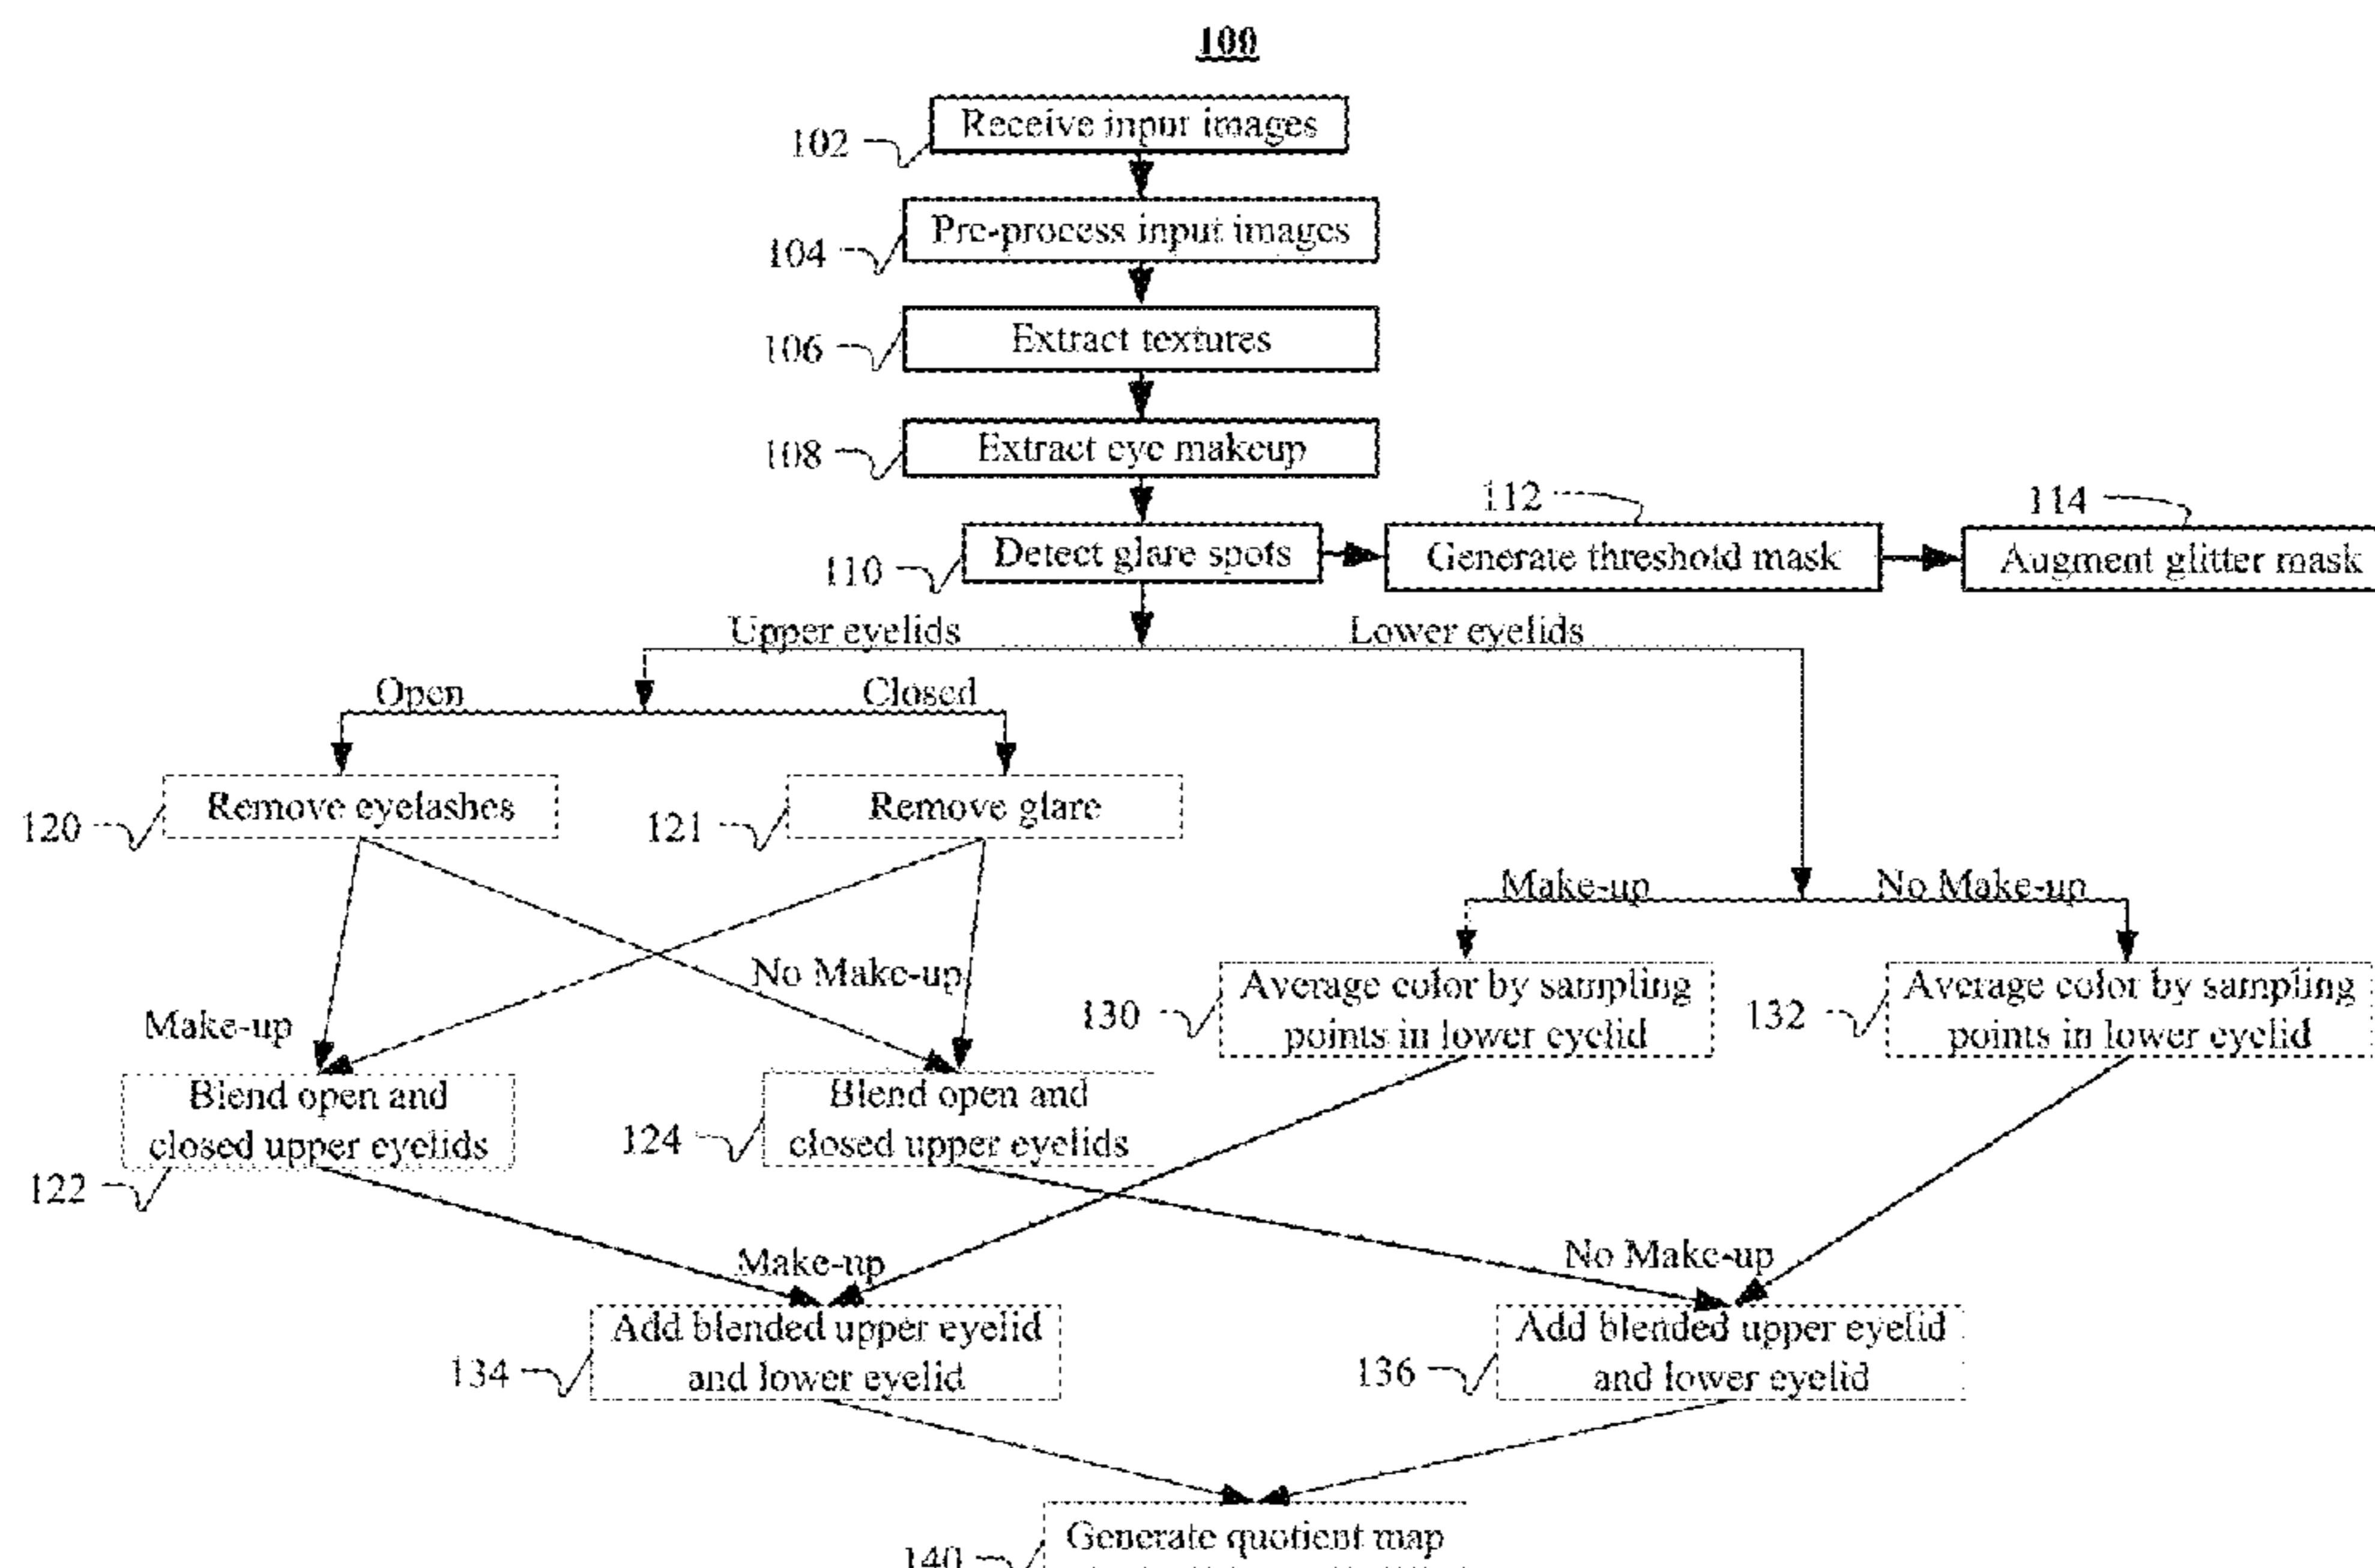 100
Receive input images
102
Pre-process input images
104
Extract textures
106
Extract eye makeup
108
112
114
Detect glare spots
Generate threshold mask
Augment glitter mask
110
Upper eyelids
Lower eyelids
Open
Closed
Remove eyelashes
Remove glare
120
121
Make-up
No Make-up
No Make-up
Average color by sampling
points in lower eyelid
Average color by sampling
points in lower eyelid
130
132
Make-up
Blend open and
closed upper eyelids
Blend open and
closed upper eyelids
124
122
Make-up
No Make-up
Add blended upper eyelid
and lower eyelid
Add blended upper eyelid
and lower eyelid
134
136
Generate quotient map
140